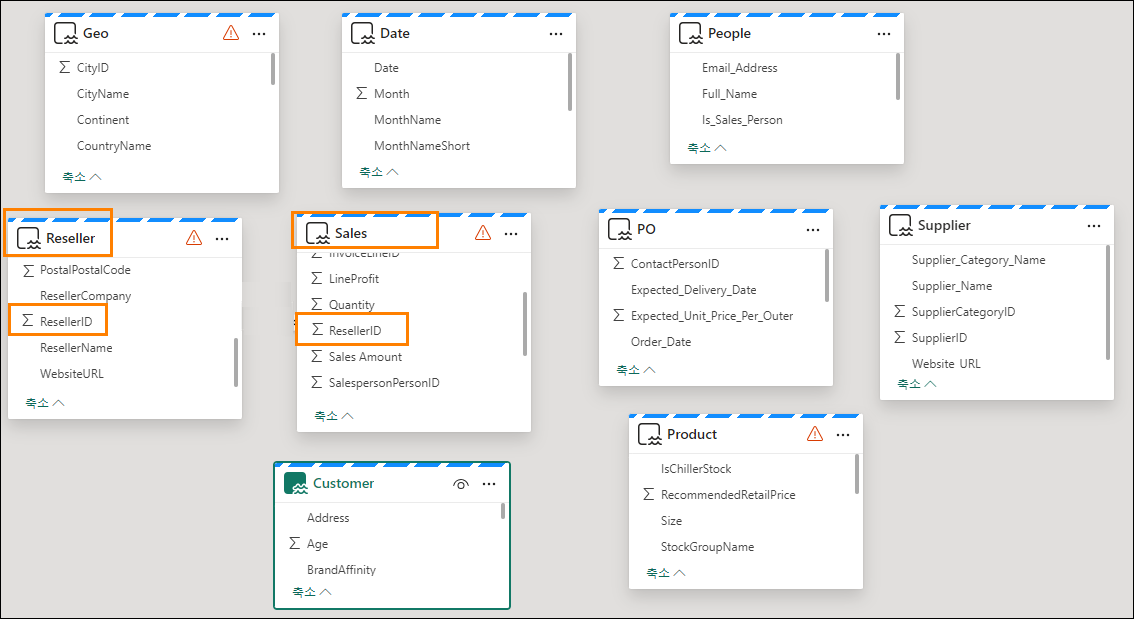 Geo
CityID
CityName
Continent
CountryName
축소
Date
Date
Month
MonthName
MonthNameShort
축소
People
Email_Address
Full_Name
Is_Sales_Person
축소
Reseller
PostalPostalCode
ResellerCompany
ResellerID
ResellerName
WebsiteURL
축소
Sales
InvoiceLineID
LineProfit
Quantity
ResellerID
Sales Amount
SalespersonPersonID
축소
PO
ContactPersonID
Expected_Delivery_Date
Expected_Unit_Price_Per_Outer
Order_Date
축소
Supplier
Supplier_Category_Name
Supplier_Name
SupplierCategoryID
SupplierID
Website URL
축소
Customer
Address
Age
BrandAffinity
축소
Product
IsChillerStock
RecommendedRetailPrice
Size
StockGroupName
축소